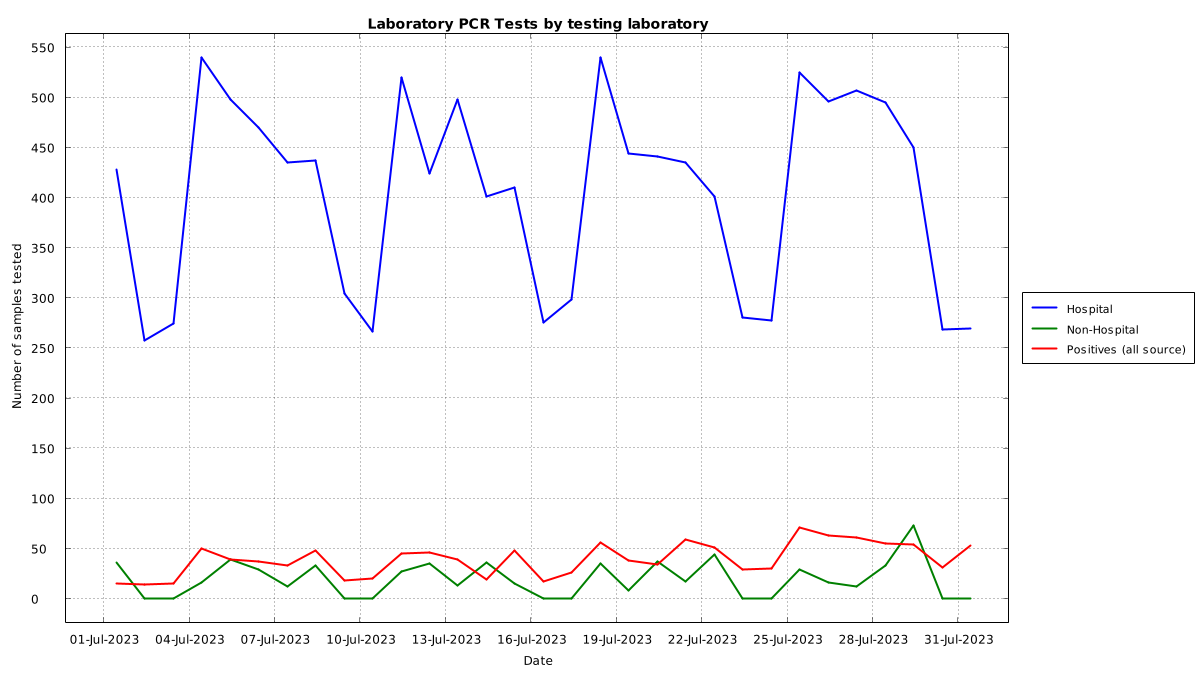 Laboratory PCR Tests by testing laboratory
550
500
450
400
350
300
250
200
150
100
50
0
Number of samples tested
01-Jul-2023 04-Jul-2023 07-Jul-2023 10-Jul-2023 13-Jul-2023 16-Jul-2023 19-Jul-2023 22-Jul-2023 25-Jul-2023 28-Jul-2023 31-Jul-2023
Date
Hospital
Non-Hospital
Positives (all source)